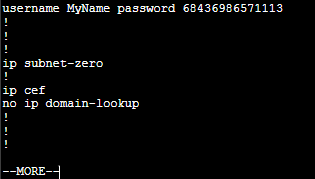 username MyName password 68436986571113
!
!
!
ip subnet-zero
!
ip cef
no ip domain-lookup
!
!
!
--MORE--